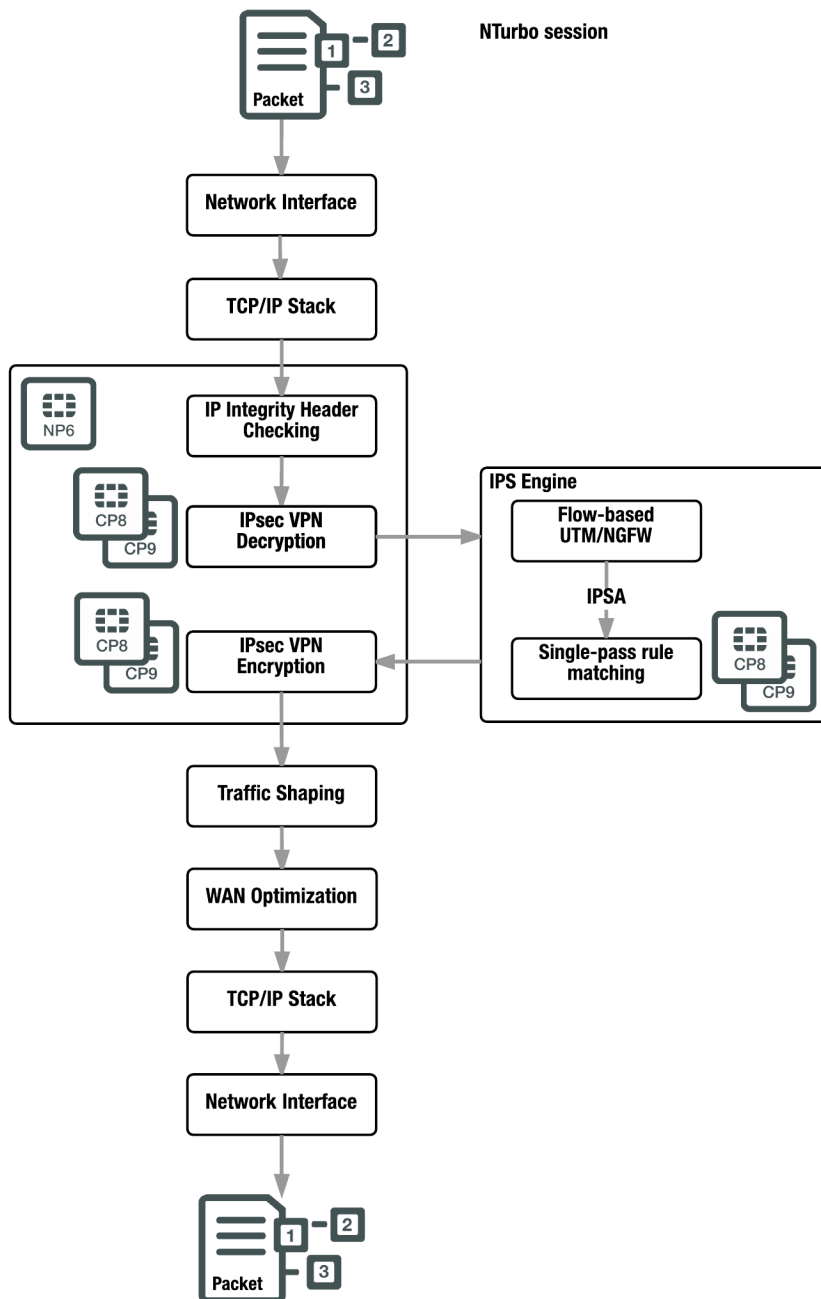 NTurbo session
1
2
3
Packet
Network Interface
TCP/IP Stack
NP6
IP Integrity Header
Checking
CP8
CP9
IPsec VPN
Decryption
IPS Engine
Flow-based
UTM/NGFW
IPSA
Single-pass rule
matching
CP8
CP9
CP8
CP9
IPsec VPN
Encryption
Traffic Shaping
WAN Optimization
TCP/IP Stack
Network Interface
1
2
3
Packet